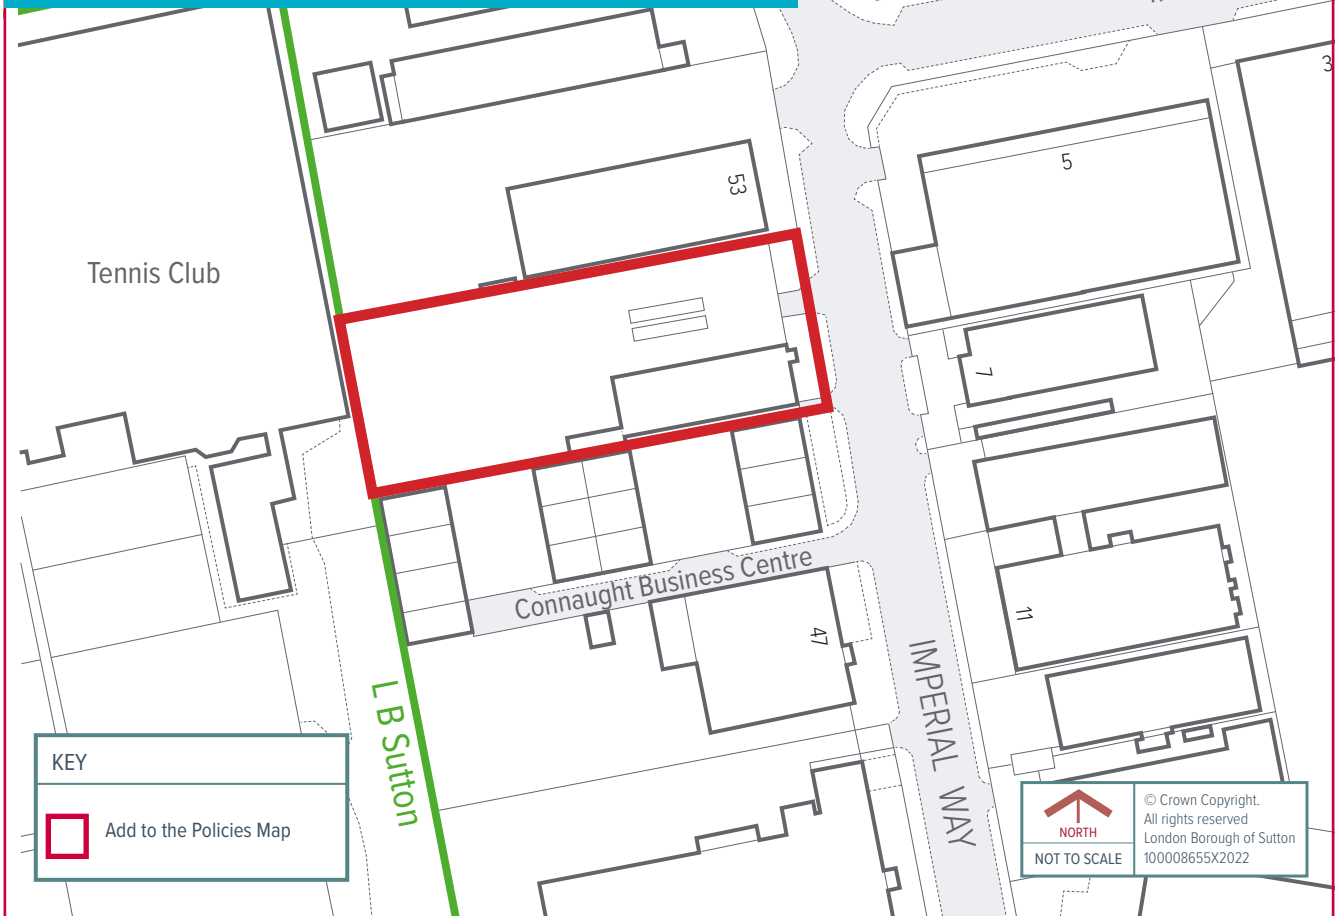 3
5
53
Tennis Club
7
Connaught Business Centre
11
47
IMPERIAL WAY
L B Sutton
KEY
Add to the Policies Map
NORTH
NOT TO SCALE
© Crown Copyright.
All rights reserved
London Borough of Sutton
100008655X2022